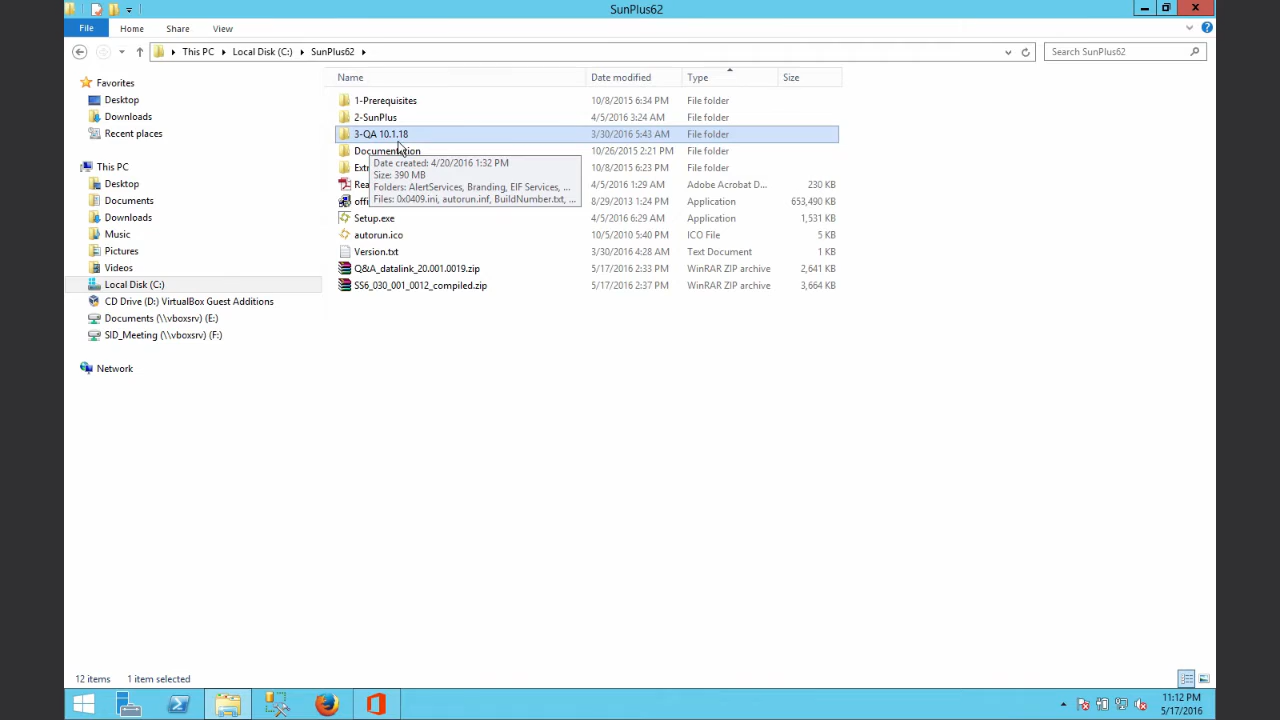 SunPlus62
File Home Share View
This PC Local Disk (C:) SunPlus62
Search SunPlus62
Favorites
Desktop
Downloads
Recent places
This PC
Desktop
Documents
Downloads
Music
Pictures
Videos
Local Disk (C:)
CD Drive (D:) VirtualBox Guest Additions
Documents (\\vboxsrv) (E:)
SID_Meeting (\\vboxsrv) (F:)
Network
Name Date modified Type Size
1-Prerequisites 10/8/2015 6:34 PM File folder
2-SunPlus 4/5/2016 3:24 AM File folder
3-QA 10.1.18 3/30/2016 5:43 AM File folder
Documentation 10/26/2015 2:21 PM File folder
Ext 10/8/2015 6:23 PM File folder
Rea 4/5/2016 1:29 AM Adobe Acrobat D... 230 KB
offi 8/29/2013 1:24 PM Application 653,490 KB
Setup.exe 4/5/2016 6:29 AM Application 1,531 KB
autorun.ico 10/5/2010 5:40 PM ICO File 5 KB
Version.txt 3/30/2016 4:28 AM Text Document 1 KB
Q&A_datalink_20.001.0019.zip 5/17/2016 2:33 PM WinRAR ZIP archive 2,641 KB
SS6_030_001_0012_compiled.zip 5/17/2016 2:37 PM WinRAR ZIP archive 3,664 KB
Date created: 4/20/2016 1:32 PM
Size: 390 MB
Folders: AlertServices, Branding, EIF Services, ...
Files: 0x0409.ini, autorun.inf, BuildNumber.txt, ...
12 items 1 item selected
11:12 PM
5/17/2016